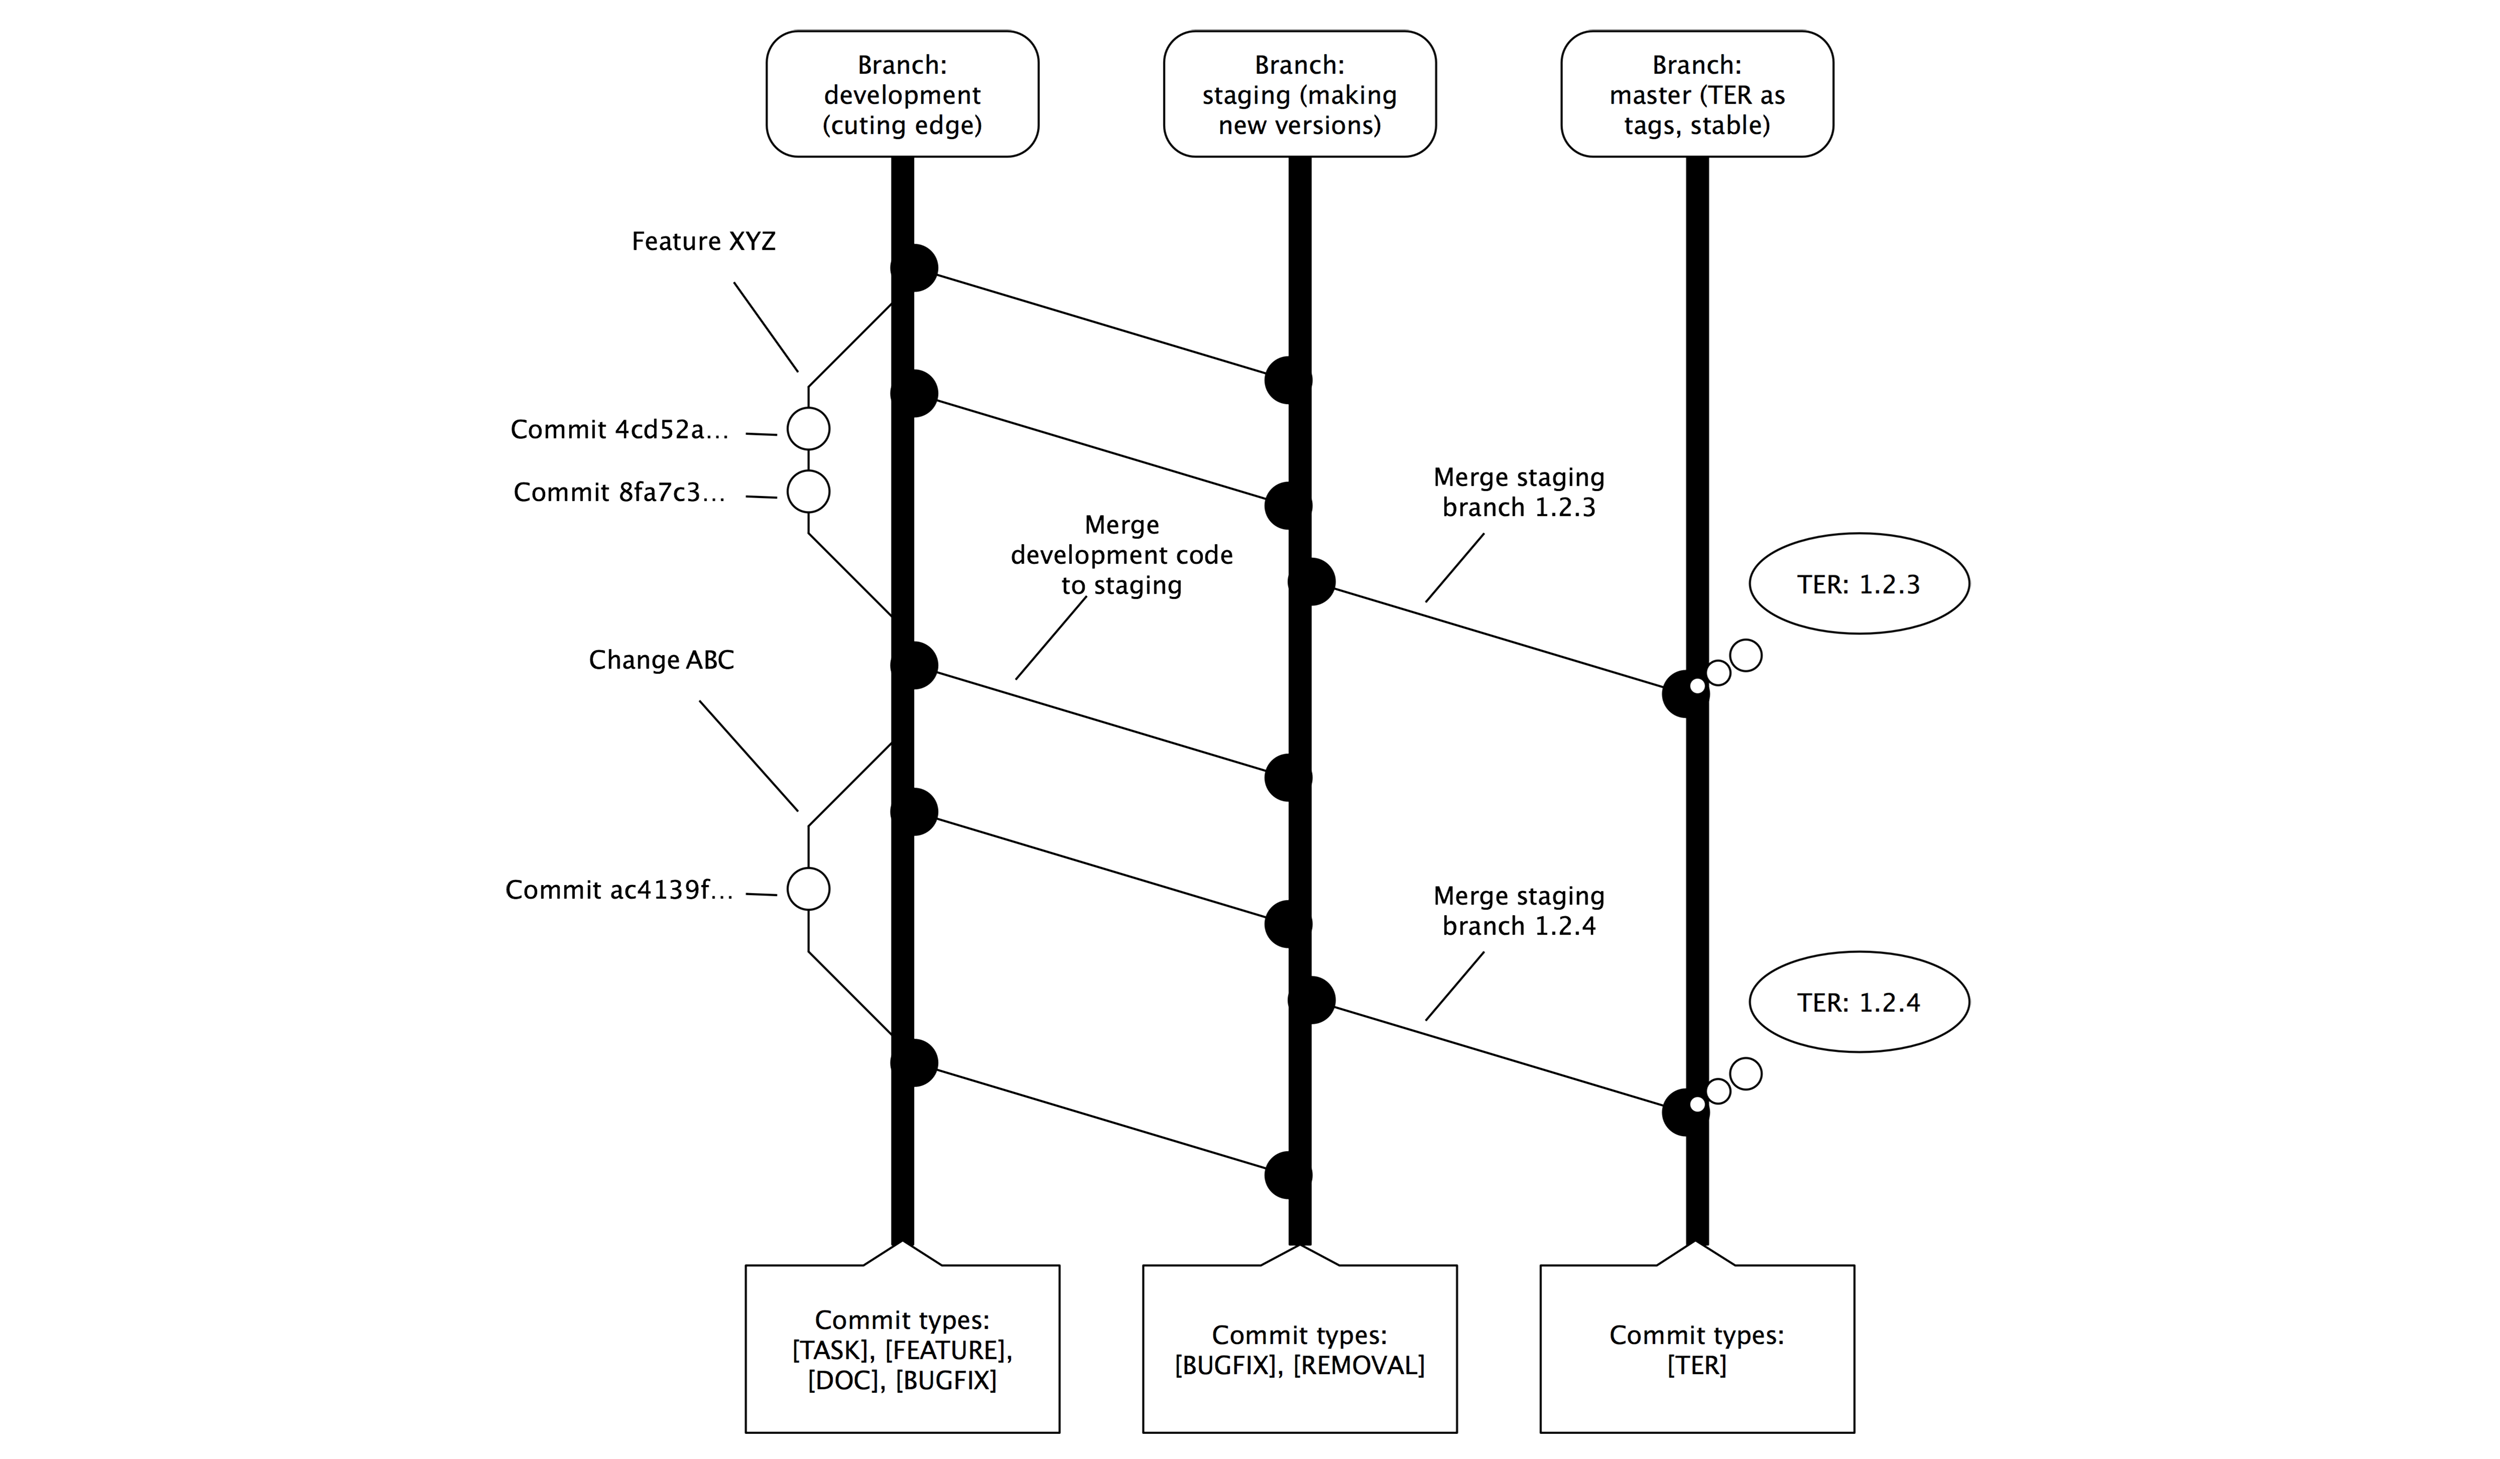 Branch:
development
(cuting edge)
Branch:
staging (making
new versions)
Branch:
master (TER as
tags, stable)
Feature XYZ
Commit 4cd52a...
Commit 8fa7c3...
Merge
development code
to staging
Merge staging
branch 1.2.3
TER: 1.2.3
Change ABC
Commit ac4139f...
Merge staging
branch 1.2.4
TER: 1.2.4
Commit types:
[TASK], [FEATURE],
[DOC], [BUGFIX]
Commit types:
[BUGFIX], [REMOVAL]
Commit types:
[TER]